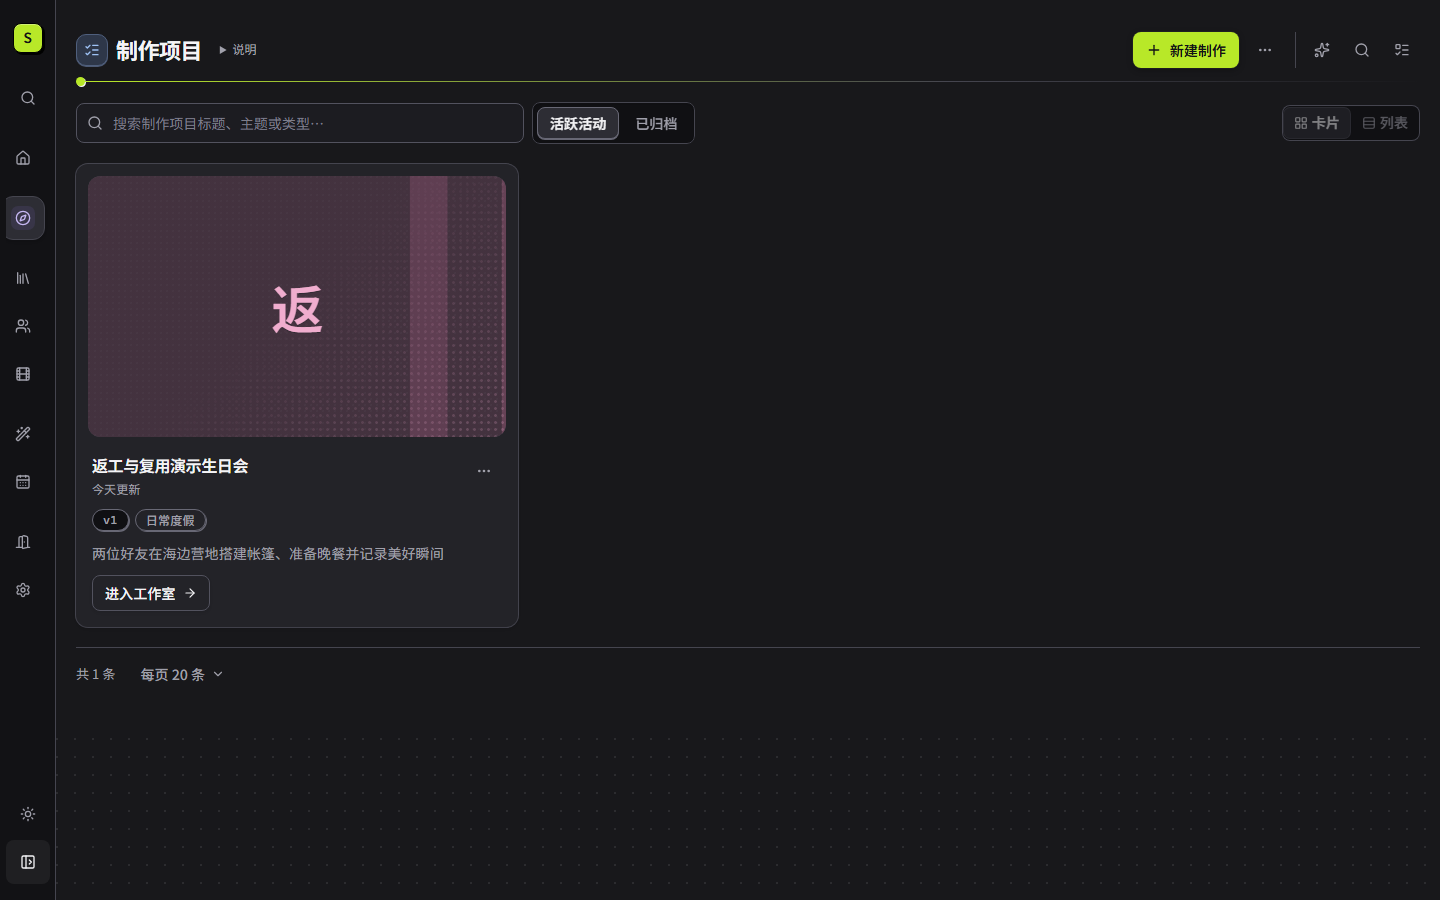 S
制作项目
说明
新建制作
搜索制作项目标题、主题或类型…
活跃活动
已归档
卡片
列表
返
返工与复用演示生日会
今天更新
v1
日常度假
两位好友在海边营地搭建帐篷、准备晚餐并记录美好瞬间
进入工作室
共 1 条
每页 20 条